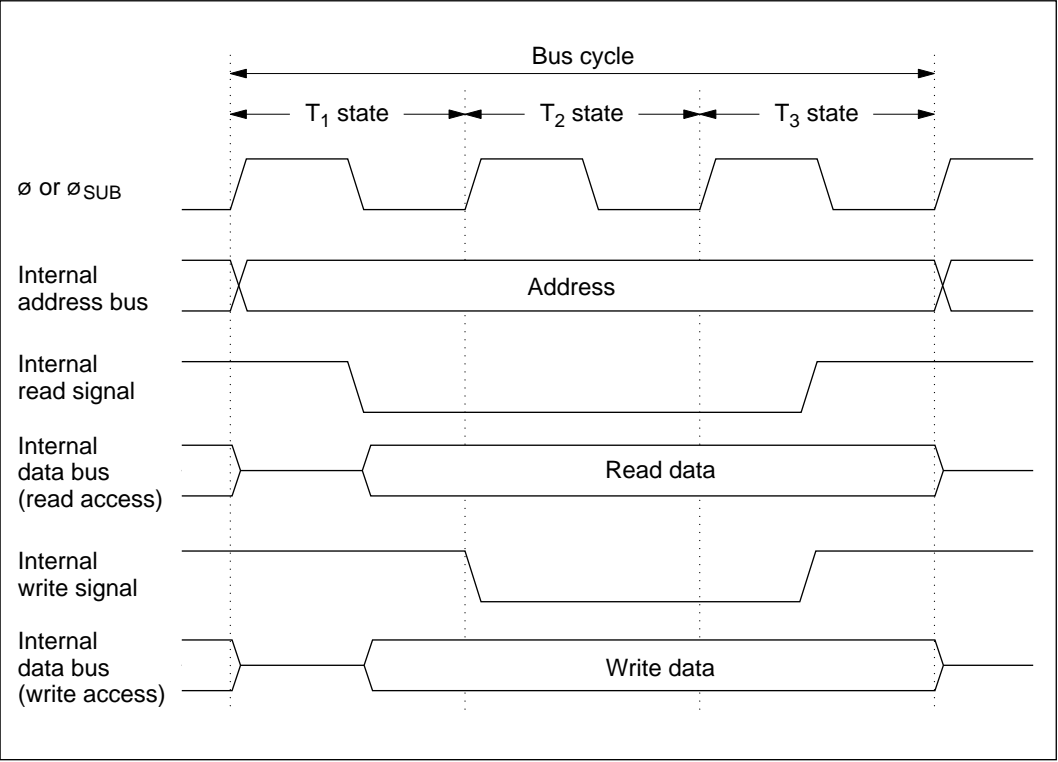 Bus cycle
T1 state
T2 state
T3 state
ø or øSUB
Internal
address bus
Address
Internal
read signal
Internal
data bus
(read access)
Read data
Internal
write signal
Internal
data bus
(write access)
Write data